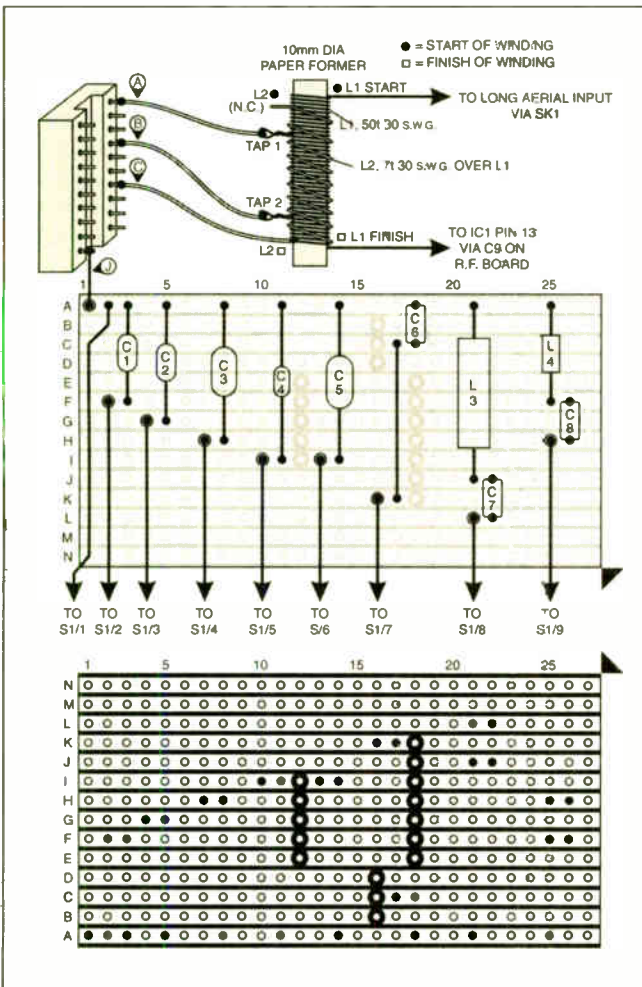 10mm DIA
PAPER FORMER
● = START OF WINDING
□ = FINISH OF WINDING
A
L2 ●
(N.C.)
● L1 START
TO LONG AERIAL INPUT
VIA SK1
L1, 50t 30 s.w.g.
B
TAP 1
L2, 7t 30 s.w.g. OVER L1
C
TAP 2
L2 □
□ L1 FINISH
TO IC1 PIN 13
VIA C9 ON
R.F. BOARD
J
1 5 10 15 20 25
A
B
C
D
E
F
G
H
I
J
K
L
M
N
C1
C2
C3
C4
C5
C6
L3
C7
L4
C8
TO S1/1
TO S1/2
TO S1/3
TO S1/4
TO S1/5
TO S/6
TO S1/7
TO S1/8
TO S1/9
1 5 10 15 20 25
N
M
L
K
J
I
H
G
F
E
D
C
B
A